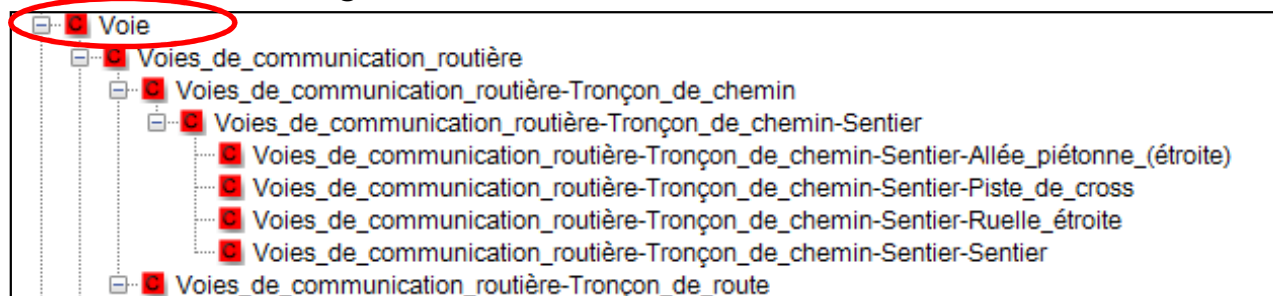 Voie
Voies_de_communication_routière
Voies_de_communication_routière-Tronçon_de_chemin
Voies_de_communication_routière-Tronçon_de_chemin-Sentier
Voies_de_communication_routière-Tronçon_de_chemin-Sentier-Allée_piétonne_(étroite)
Voies_de_communication_routière-Tronçon_de_chemin-Sentier-Piste_de_cross
Voies_de_communication_routière-Tronçon_de_chemin-Sentier-Ruelle_étroite
Voies_de_communication_routière-Tronçon_de_chemin-Sentier-Sentier
Voies_de_communication_routière-Tronçon_de_route